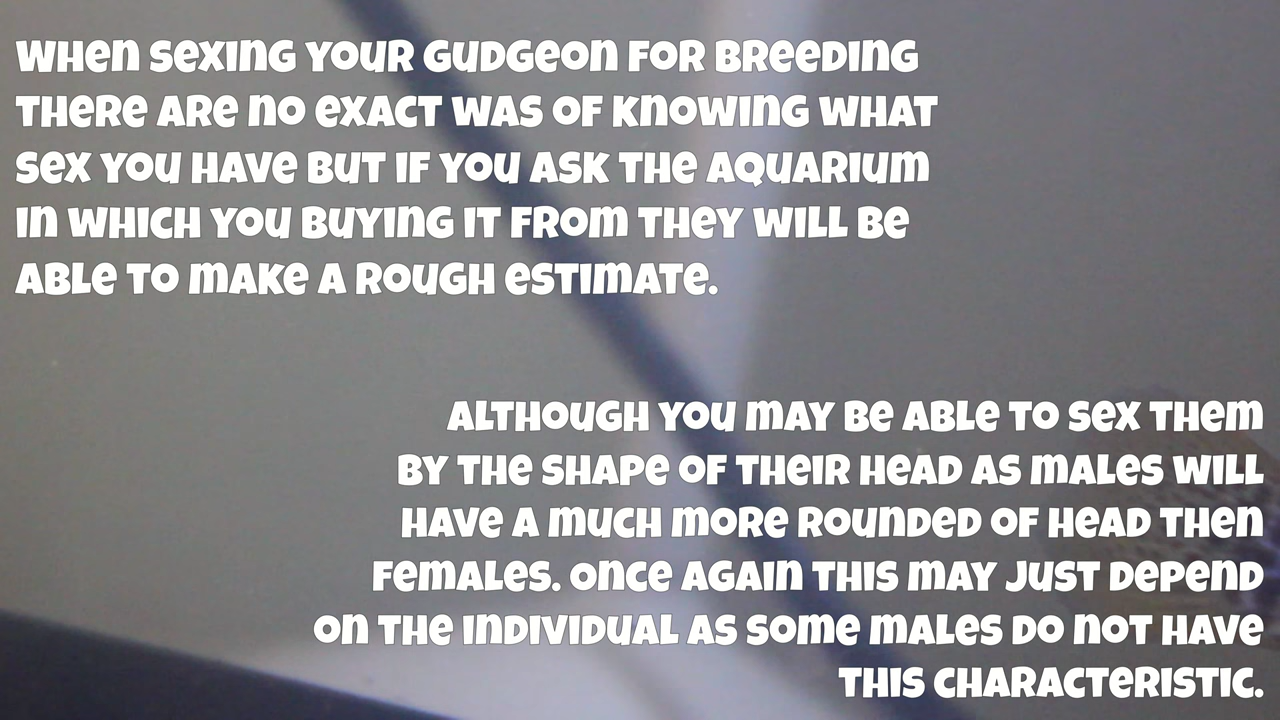 When sexing your gudgeon for breeding
there are no exact was of knowing what
sex you have but if you ask the aquarium
in which you buying it from they will be
able to make a rough estimate.
Although you may be able to sex them
by the shape of their head as males will
have a much more rounded of head then
females. Once again this may just depend
on the individual as some males do not have
this characteristic.